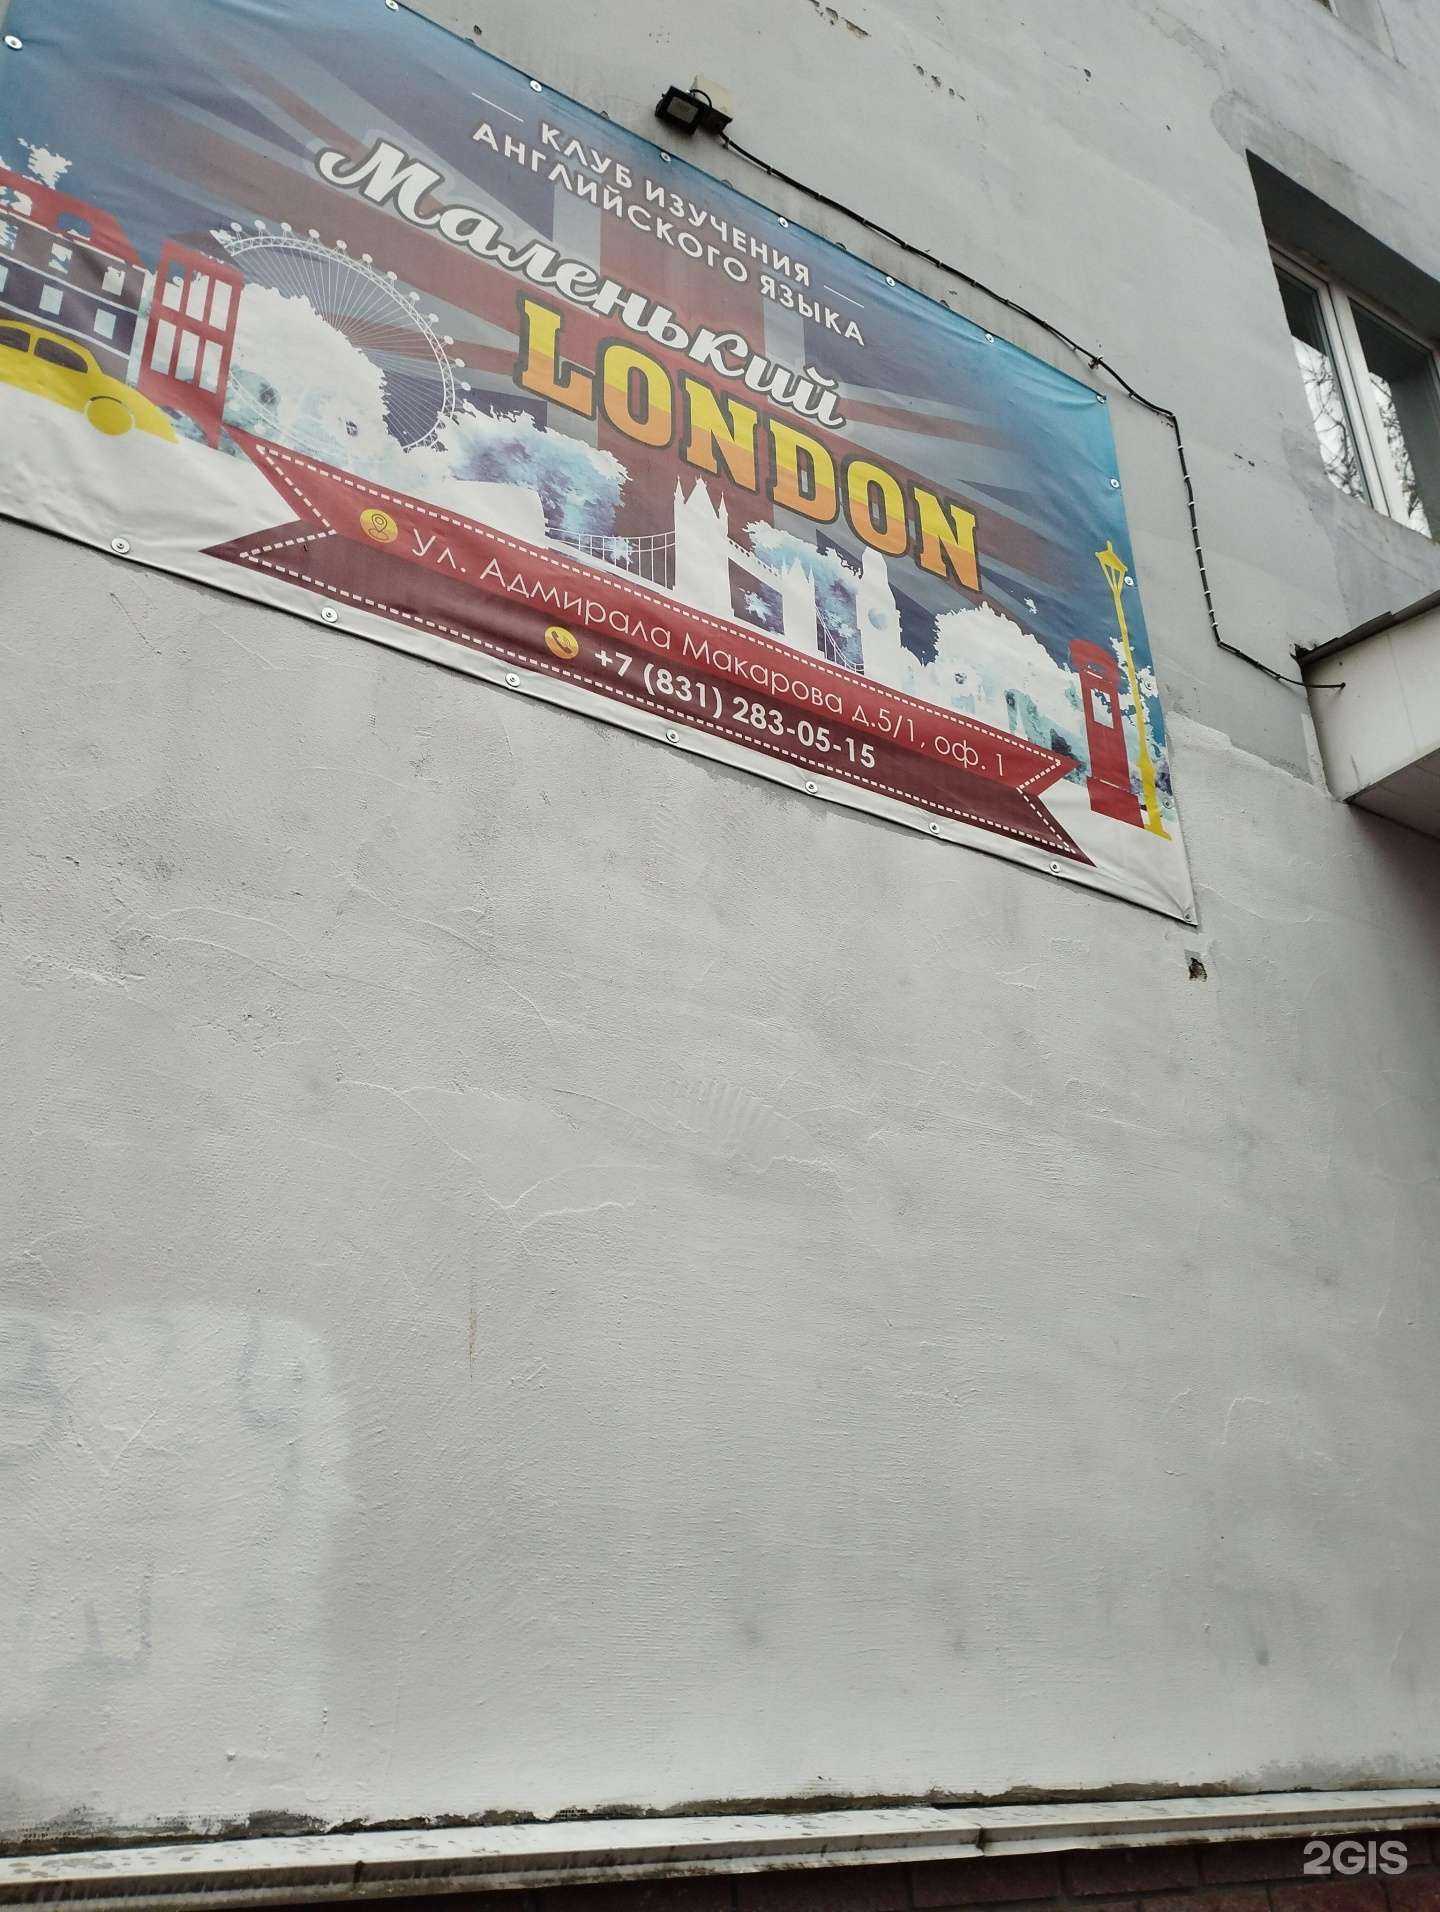 КЛУБ ИЗУЧЕНИЯ
АНГЛИЙСКОГО ЯЗЫКА
Маленький
LONDON
Ул. Адмирала Макарова д.5/1, оф. 1
+7 (831) 283-05-15
2GIS